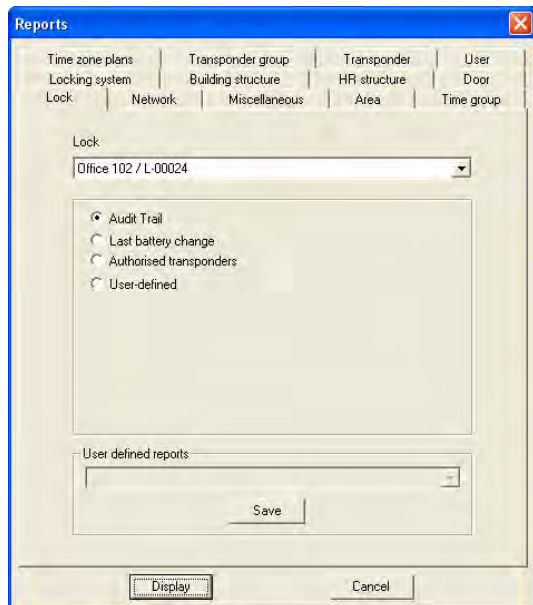 Reports
Time zone plans Transponder group Transponder User
Locking system Building structure HR structure Door
Lock Network Miscellaneous Area Time group
Lock
Office 102 / L-00024
Audit Trail
Last battery change
Authorised transponders
User-defined
User defined reports
Save
Display Cancel